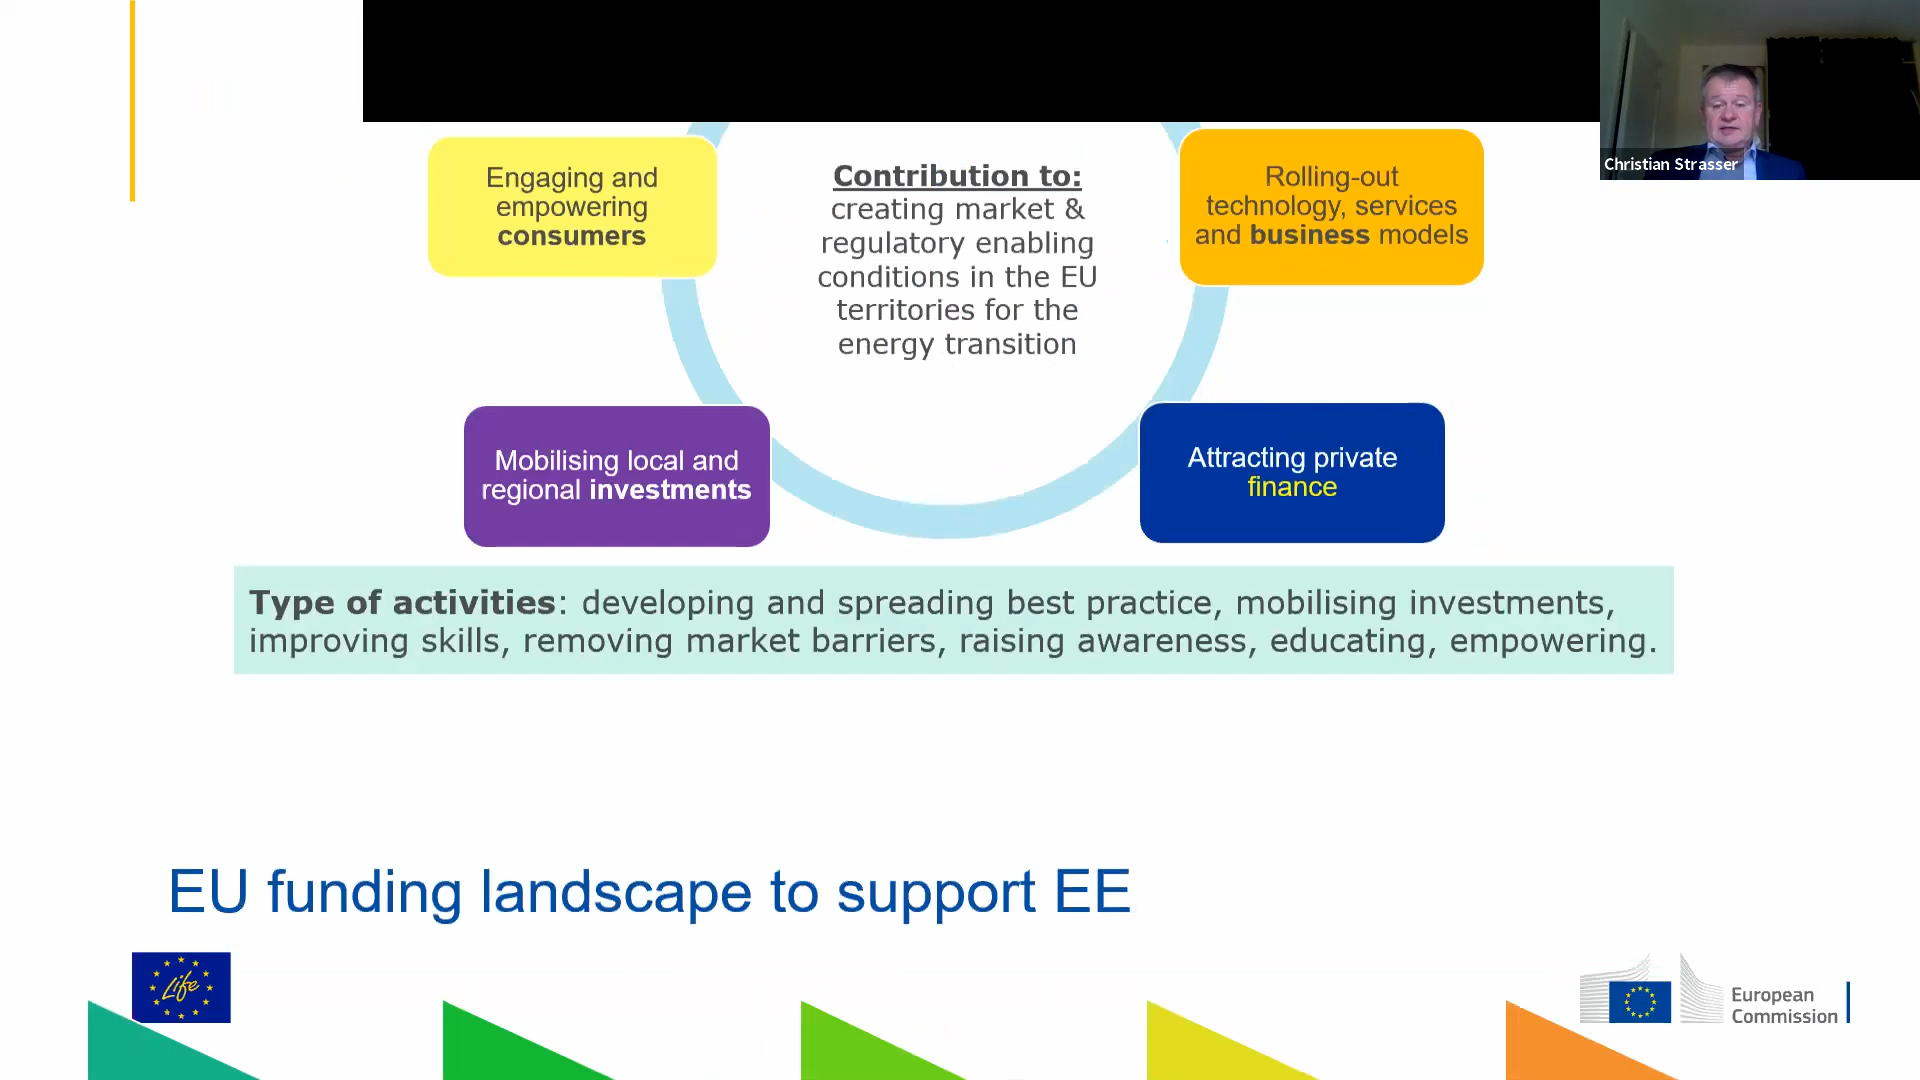 Christian Strasser
Engaging and
empowering
consumers
Contribution to:
creating market &
regulatory enabling
conditions in the EU
territories for the
energy transition
Rolling-out
technology, services
and business models
Mobilising local and
regional investments
Attracting private
finance
Type of activities: developing and spreading best practice, mobilising investments,
improving skills, removing market barriers, raising awareness, educating, empowering.
EU funding landscape to support EE
Life
European
Commission